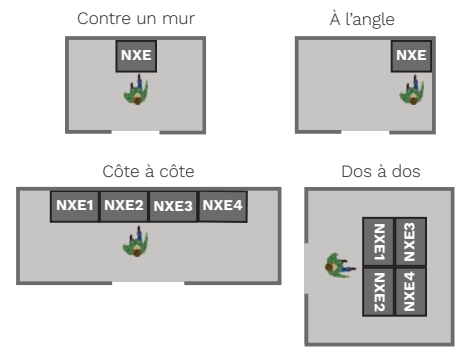 Contre un mur
NXE
À l'angle
NXE
Côte à côte
NXE1 NXE2 NXE3 NXE4
Dos à dos
NXE1 NXE3
NXE2 NXE4